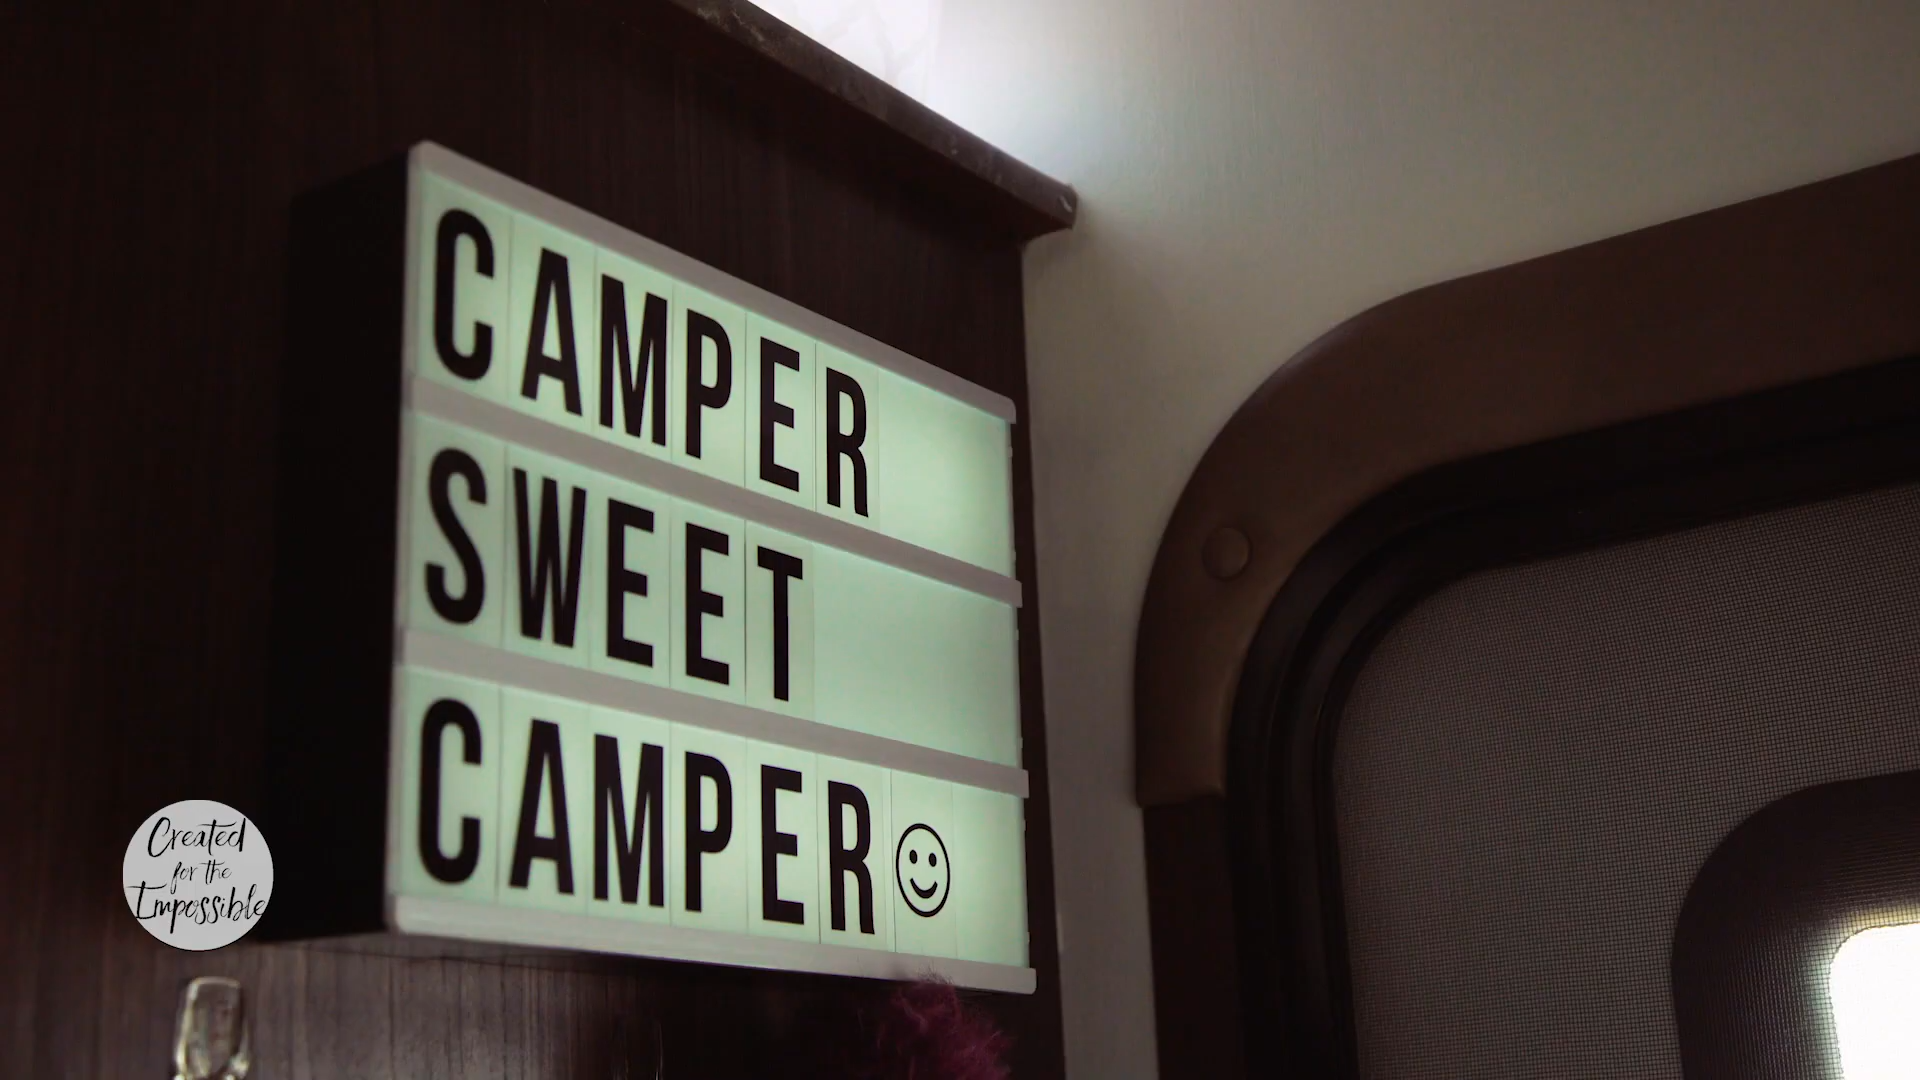 CAMPER
SWEET
CAMPER☺
Created
for the
Impossible